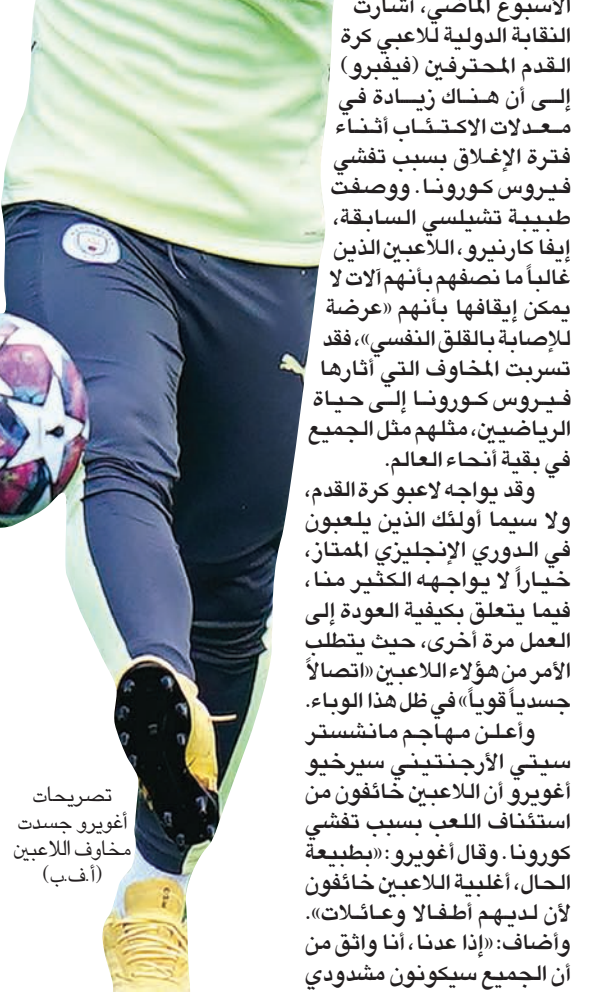 الأسبوع الماضي، أشارت
النقابة الدولية للاعبي كرة
القدم المحترفين (فيفبرو)
إلى أن هناك زيادة في
معدلات الاكتئاب أثناء
فترة الإغلاق بسبب تفشي
فيروس كورونا. ووصفت
طبيبة تشيلسي السابقة،
إيفا كارنيرو، اللاعبين الذين
غالباً ما نصفهم بأنهم آلات لا
يمكن إيقافها بأنهم «عرضة
للإصابة بالقلق النفسي»، فقد
تسربت المخاوف التي أثارها
فيروس كورونا إلى حياة
الرياضيين، مثلهم مثل الجميع
في بقية أنحاء العالم.
وقد يواجه لاعبو كرة القدم،
ولا سيما أولئك الذين يلعبون
في الدوري الإنجليزي الممتاز،
خياراً لا يواجهه الكثير منا،
فيما يتعلق بكيفية العودة إلى
العمل مرة أخرى، حيث يتطلب
الأمر من هؤلاء اللاعبين «اتصالاً
جسدياً قوياً» في ظل هذا الوباء.
وأعلن مهاجم مانشستر
سيتي الأرجنتيني سيرخيو
أغويرو أن اللاعبين خائفون من
استئناف اللعب بسبب تفشي
كورونا. وقال أغويرو: «بطبيعة
الحال، أغلبية اللاعبين خائفون
لأن لديهم أطفالا وعائلات».
وأضاف: «إذا عدنا، أنا واثق من
أن الجميع سيكونون مشدودي
تصريحات
أغويرو جسدت
مخاوف اللاعبين
(أ.ف.ب)